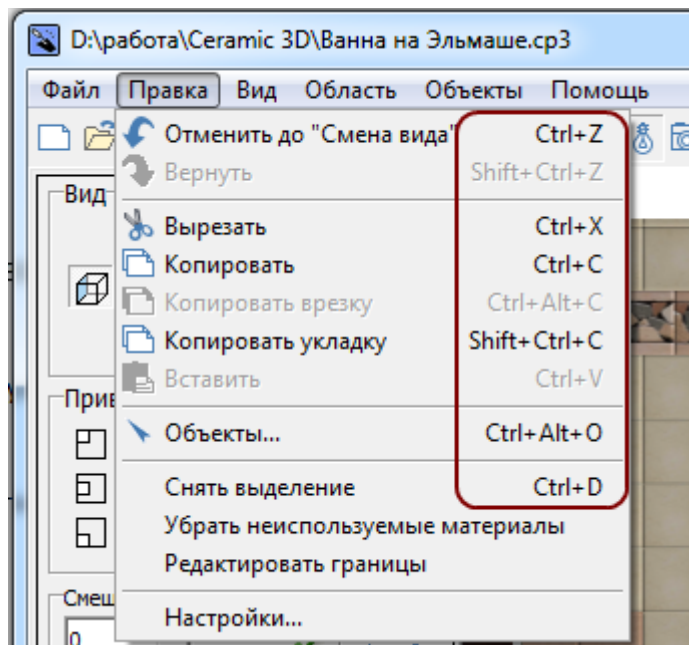 D:\работа\Ceramic 3D\Ванна на Эльмаше.cp3
Файл Правка Вид Область Объекты Помощь
Отменить до "Смена вида" Ctrl+Z
Вернуть Shift+Ctrl+Z
Вид
Вырезать Ctrl+X
Копировать Ctrl+C
Копировать врезку Ctrl+Alt+C
Копировать укладку Shift+Ctrl+C
Вставить Ctrl+V
Объекты... Ctrl+Alt+O
Снять выделение Ctrl+D
Убрать неиспользуемые материалы
Редактировать границы
Настройки...
0